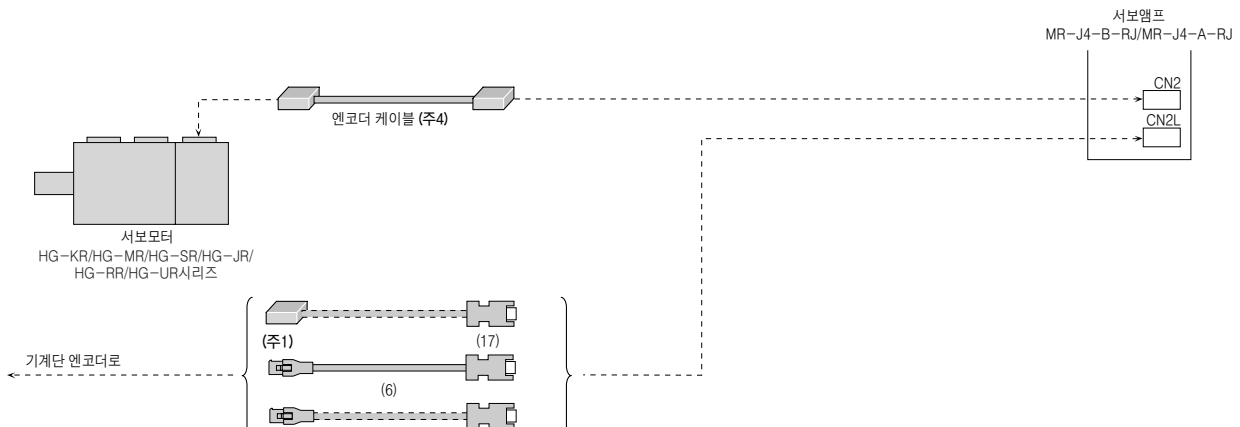 서보앰프
MR-J4-B-RJ/MR-J4-A-RJ
CN2
CN2L
엔코더 케이블 (주4)
서보모터
HG-KR/HG-MR/HG-SR/HG-JR/
HG-RR/HG-UR시리즈
(주1)
(17)
기계단 엔코더로
(6)